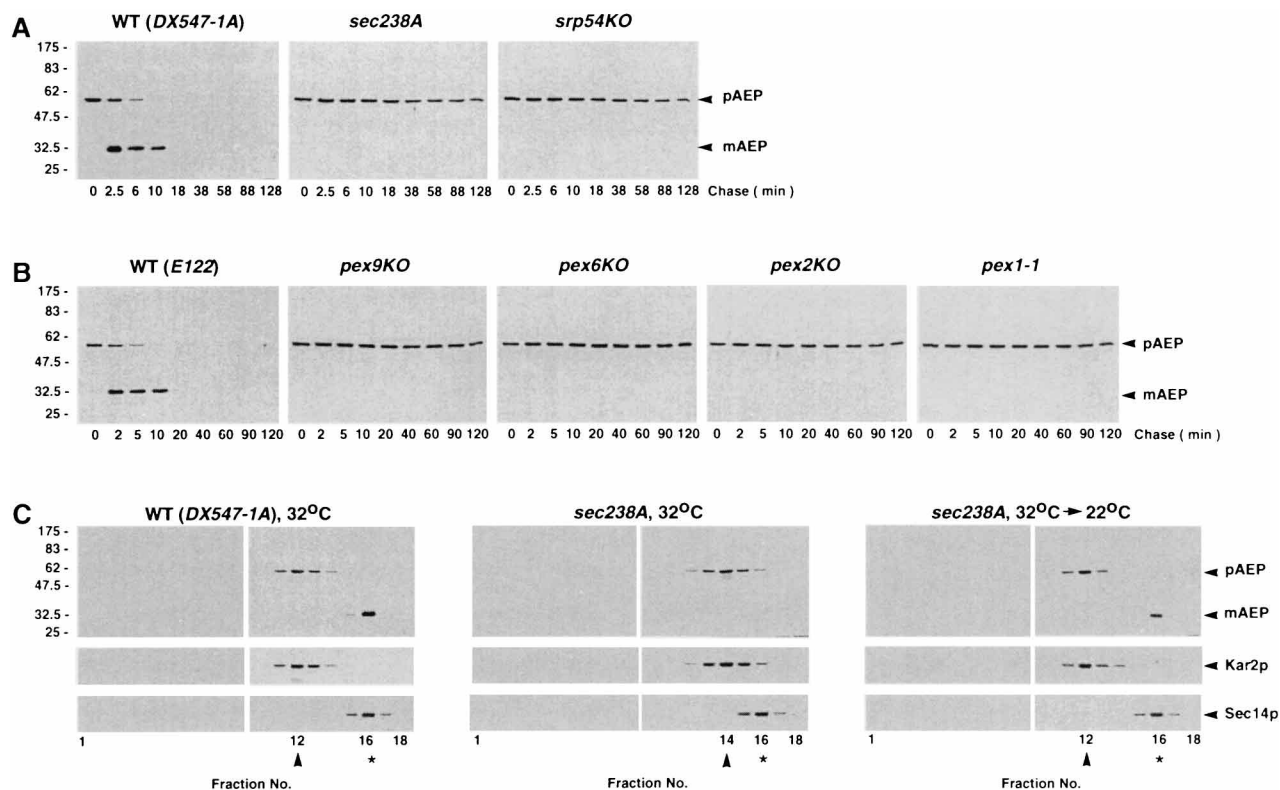 A
WT (DX547-1A) sec238A srp54KO
175 -
83 -
62 -
47.5 -
32.5 -
25 -
pAEP
mAEP
0 2.5 6 10 18 38 58 88 128 0 2.5 6 10 18 38 58 88 128 0 2.5 6 10 18 38 58 88 128 Chase ( min )
B
WT (E122) pex9KO pex6KO pex2KO pex1-1
175 -
83 -
62 -
47.5 -
32.5 -
25 -
pAEP
mAEP
0 2 5 10 20 40 60 90 120 0 2 5 10 20 40 60 90 120 0 2 5 10 20 40 60 90 120 0 2 5 10 20 40 60 90 120 0 2 5 10 20 40 60 90 120 Chase ( min )
C
WT (DX547-1A), 32°C sec238A, 32°C sec238A, 32°C → 22°C
175 -
83 -
62 -
47.5 -
32.5 -
25 -
pAEP
mAEP
Kar2p
Sec14p
1 12 16 18 1 14 16 18 1 12 16 18
* * *
Fraction No. Fraction No. Fraction No.